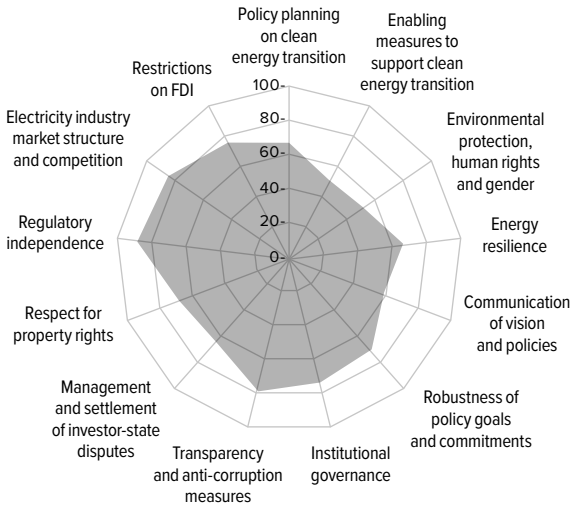 Policy planning
on clean
energy transition
Enabling
measures to
support clean
energy transition
Environmental
protection,
human rights
and gender
Energy
resilience
Communication
of vision
and policies
Robustness of
policy goals
and commitments
Institutional
governance
Transparency
and anti-corruption
measures
Management
and settlement
of investor-state
disputes
Respect for
property rights
Regulatory
independence
Electricity industry
market structure
and competition
Restrictions
on FDI
100-
80-
60-
40-
20-
0-